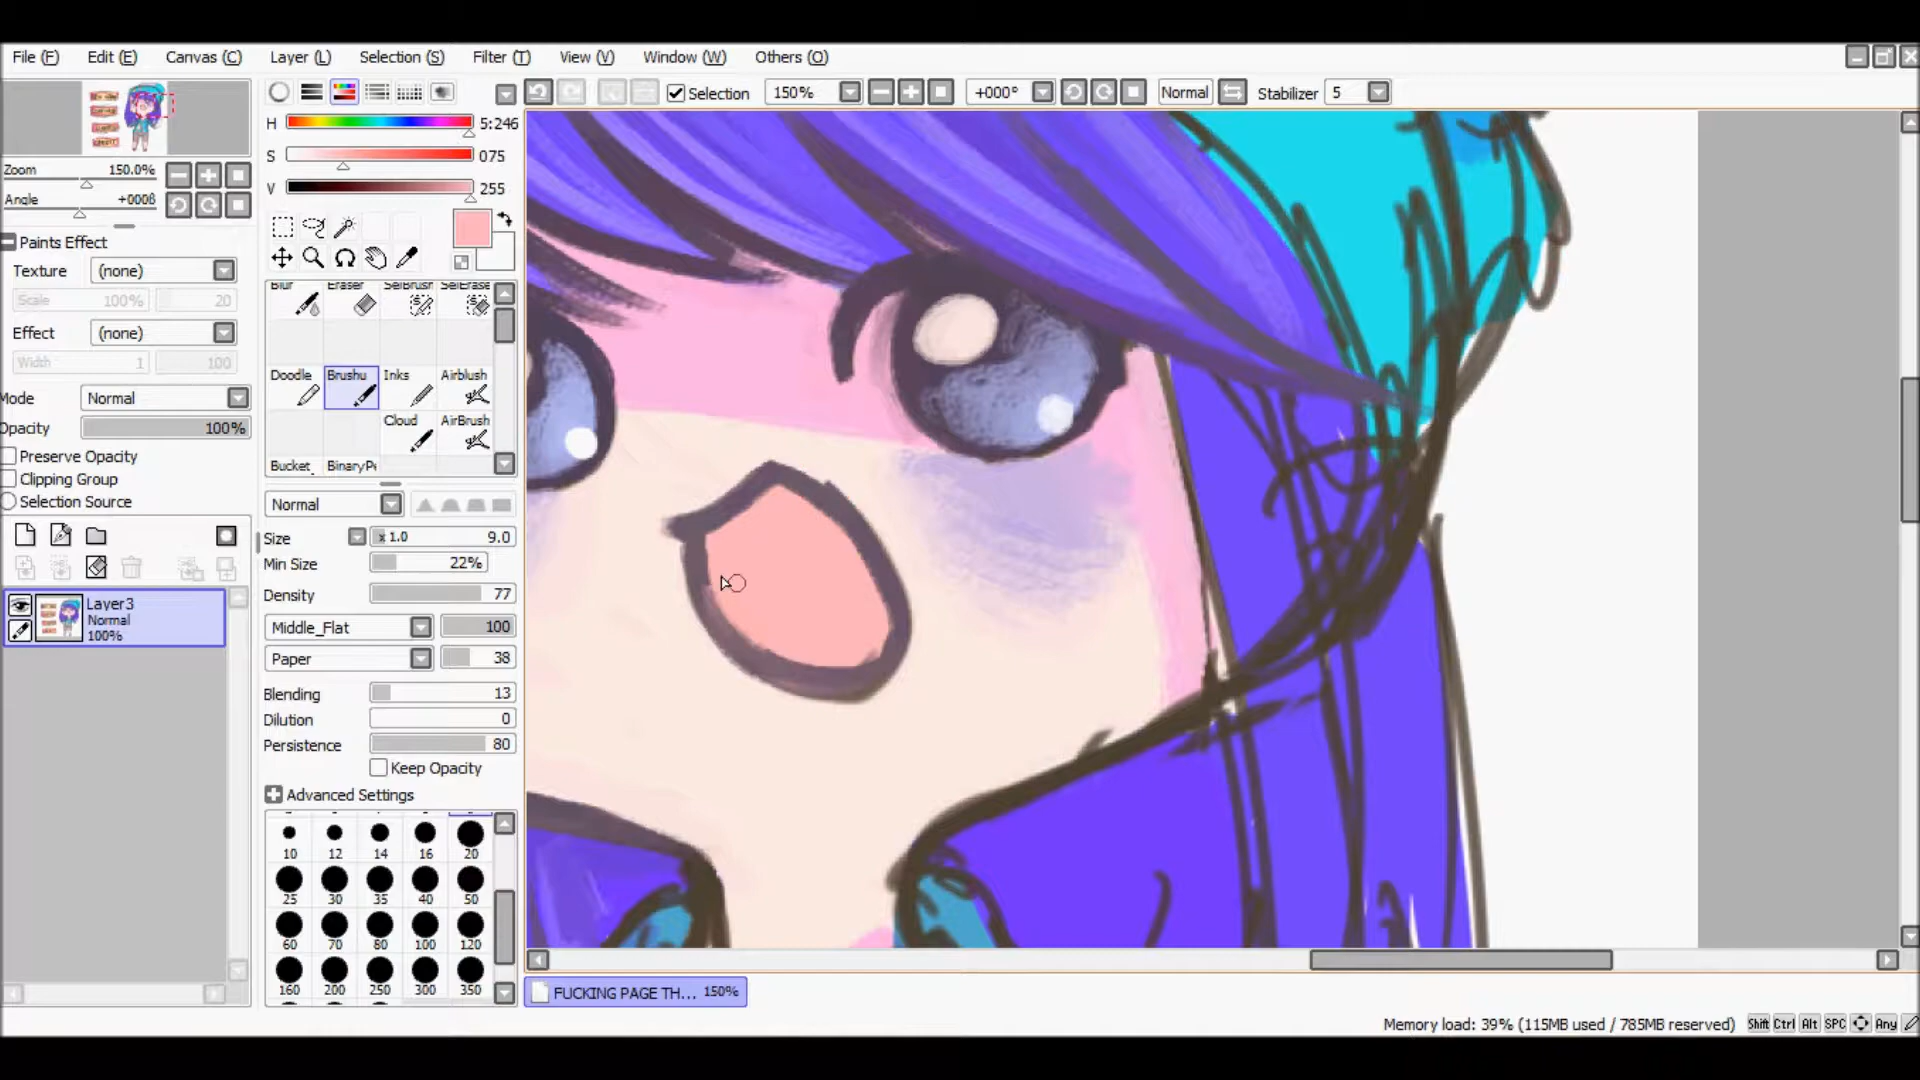 File (F) Edit (E) Canvas (C) Layer (L) Selection (S) Filter (T) View (V) Window (W) Others (O)
Selection 150% +000° Normal Stabilizer 5
H 5:246
S 075
V 255
Zoom 150.0%
Angle
Paints Effect
Texture (none)
Scale 100% 20
Effect (none)
Width 1 100
Mode Normal
Opacity 100%
Preserve Opacity
Clipping Group
Selection Source
Layer3
Normal
100%
Blur Eraser SelBrush SelErase
Doodle Brushu Inks Airblush
Cloud AirBrush
Bucket BinaryPe
Normal
Size x 1.0 9.0
Min Size 22%
Density 77
Middle_Flat 100
Paper 38
Blending 13
Dilution 0
Persistence 80
Keep Opacity
Advanced Settings
10 12 14 16 20
25 30 35 40 50
60 70 80 100 120
160 200 250 300 350
FUCKING PAGE TH... 150%
Memory load: 39% (115MB used / 785MB reserved) Shift Ctrl Alt SPC Any